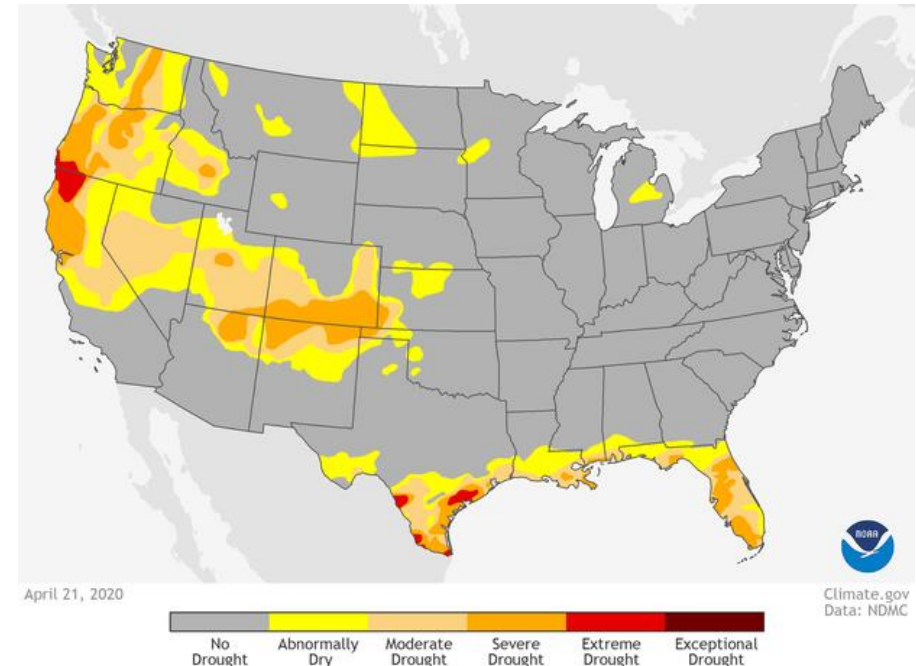 NOAA
April 21, 2020
Climate.gov
Data: NDMC
No Drought
Abnormally Dry
Moderate Drought
Severe Drought
Extreme Drought
Exceptional Drought